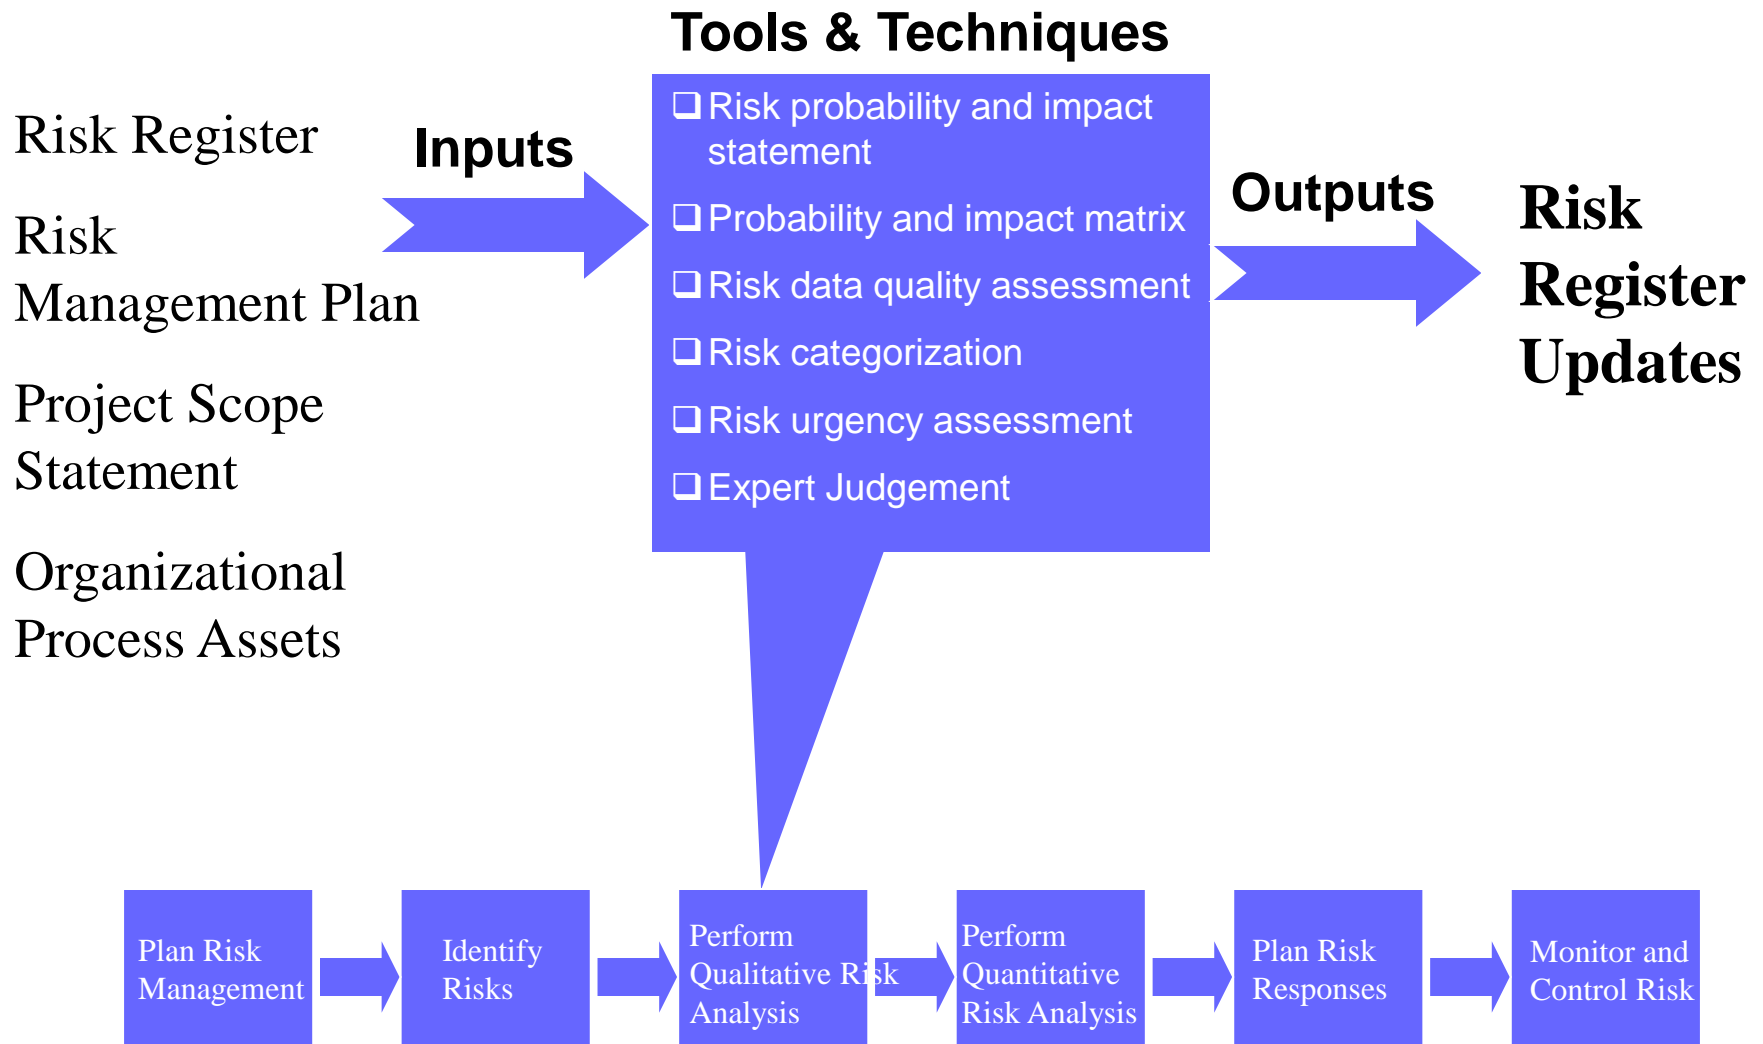 Tools & Techniques
Risk Register
Risk
Management Plan
Project Scope
Statement
Organizational
Process Assets
Inputs
Risk probability and impact
statement
Probability and impact matrix
Risk data quality assessment
Risk categorization
Risk urgency assessment
Expert Judgement
Outputs
Risk
Register
Updates
Plan Risk
Management
Identify
Risks
Perform
Qualitative Risk
Analysis
Perform
Quantitative
Risk Analysis
Plan Risk
Responses
Monitor and
Control Risk